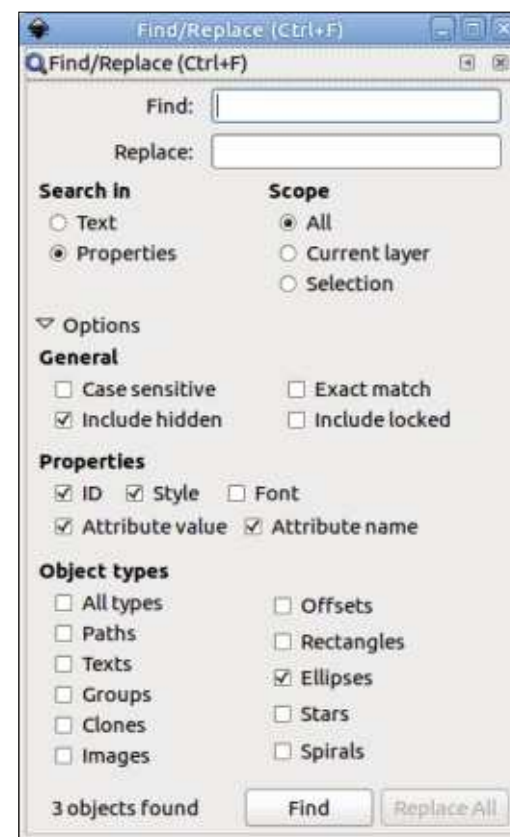 Find/Replace (Ctrl+F)
Find/Replace (Ctrl+F)
Find:
Replace:
Search in
Scope
Text
All
Properties
Current layer
Selection
Options
General
Case sensitive
Exact match
Include hidden
Include locked
Properties
ID Style Font
Attribute value Attribute name
Object types
All types
Offsets
Paths
Rectangles
Texts
Ellipses
Groups
Stars
Clones
Spirals
Images
3 objects found Find Replace All